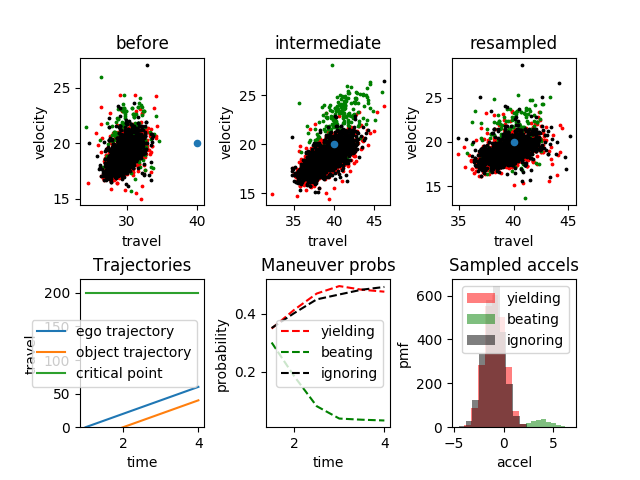 before
intermediate
resampled
velocity
25
20
15
30
40
travel
velocity
25
20
15
35
40
45
travel
velocity
25
20
15
35
40
45
travel
Trajectories
Maneuver probs
Sampled accels
travel
200
150
100
50
0
ego trajectory
object trajectory
critical point
2
4
time
probability
0.4
0.2
yielding
beating
ignoring
2
4
time
pmf
600
400
200
0
yielding
beating
ignoring
−5
0
5
accel